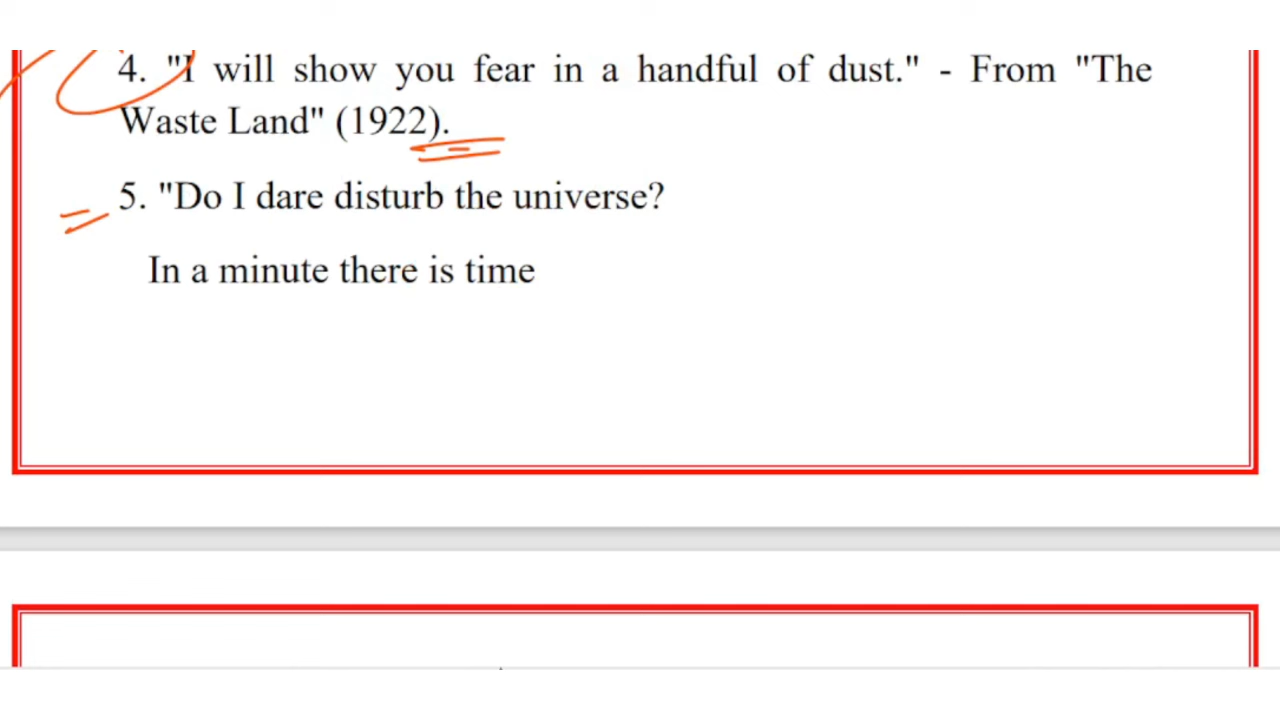 4. "I will show you fear in a handful of dust." - From "The
Waste Land" (1922).
5. "Do I dare disturb the universe?
In a minute there is time